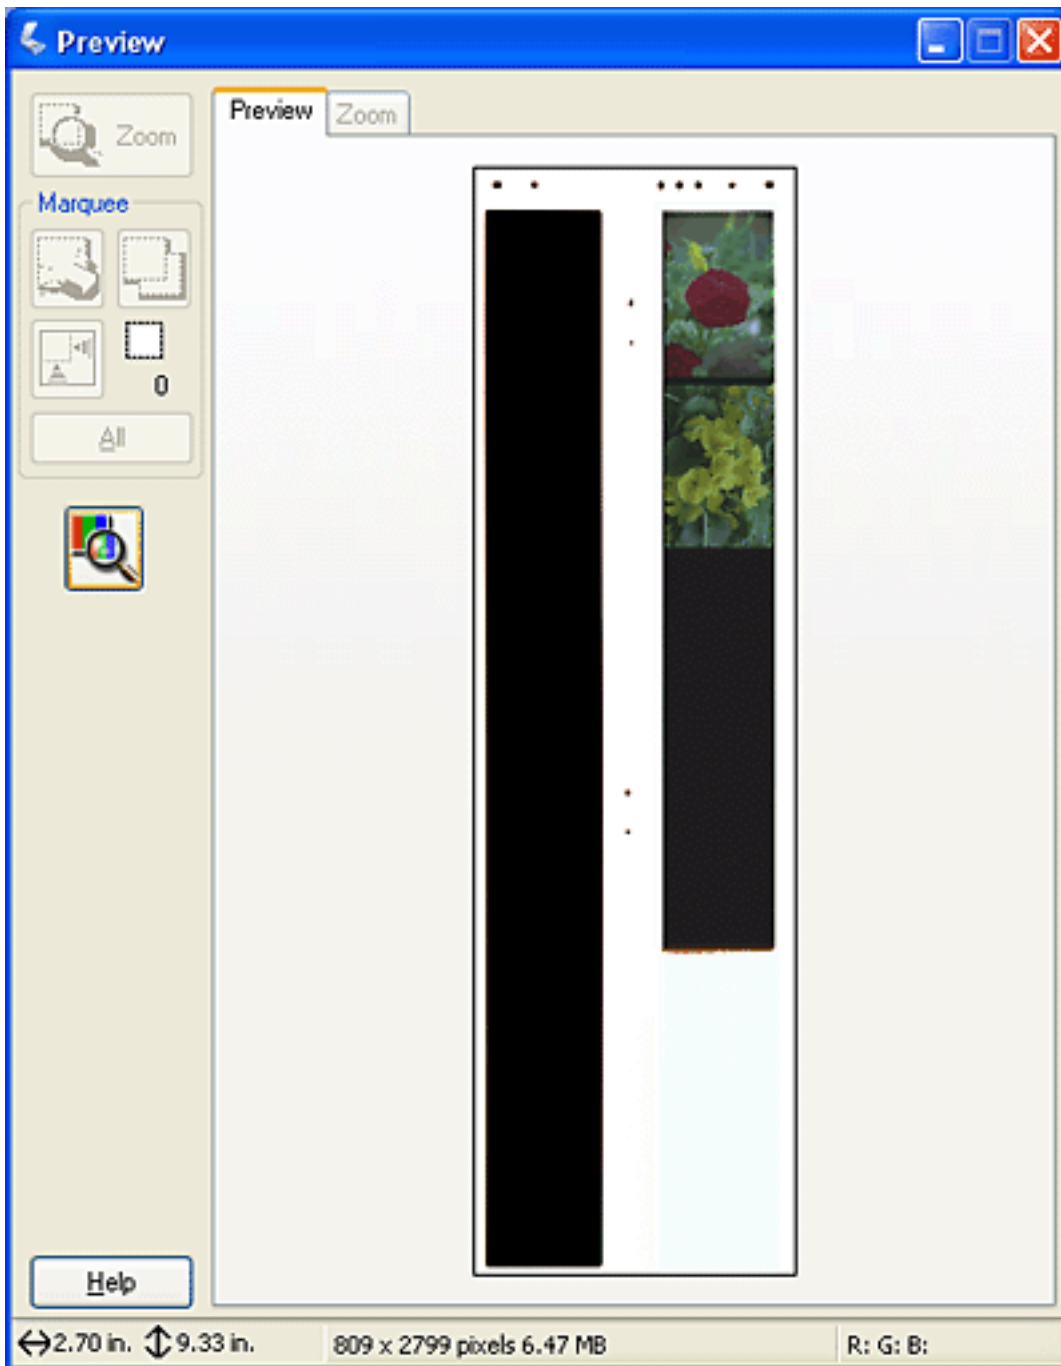 Preview
Preview Zoom
Zoom
Marquee
0
All
Help
2.70 in. 9.33 in. 809 x 2799 pixels 6.47 MB R: G: B: